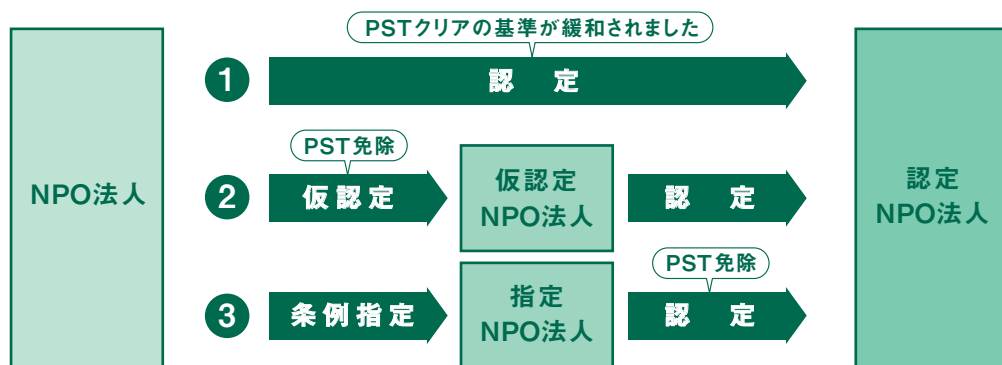 PSTクリアの基準が緩和されました
NPO法人
1
認 定
認定
NPO法人
PST免除
2
仮認定
仮認定
NPO法人
認 定
PST免除
3
条例指定
指定
NPO法人
認 定